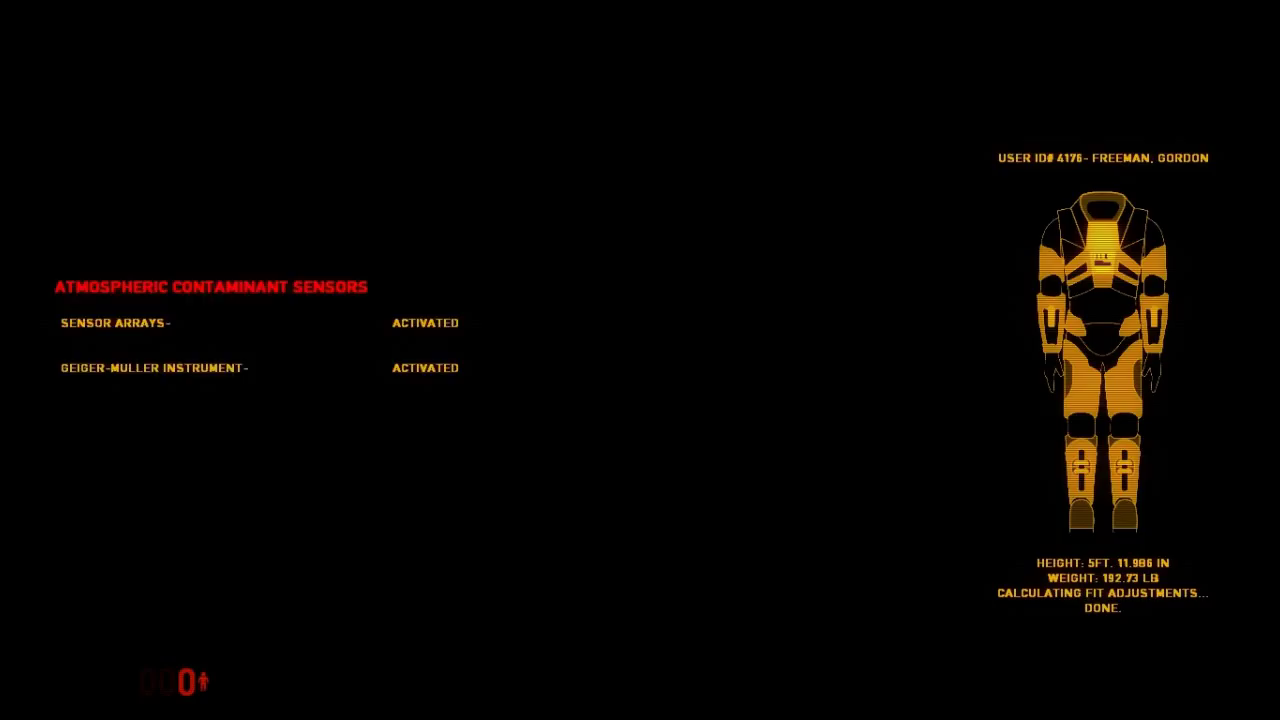 USER ID# 4176- FREEMAN, GORDON
ATMOSPHERIC CONTAMINANT SENSORS
SENSOR ARRAYS- ACTIVATED
GEIGER-MULLER INSTRUMENT- ACTIVATED
HEIGHT: 5FT. 11.986 IN
WEIGHT: 192.73 LB
CALCULATING FIT ADJUSTMENTS...
DONE.
0